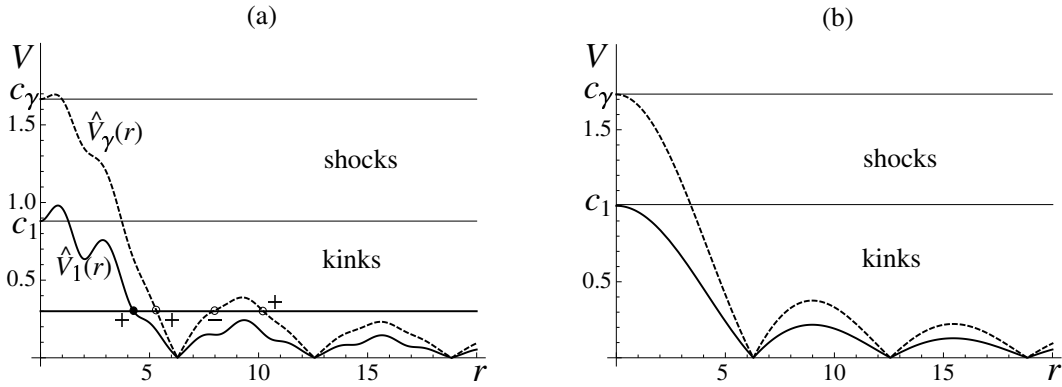 (a)
V
c_γ
1.5
V̂_γ(r)
shocks
1.0
c_1
V̂_1(r)
kinks
0.5
+
+
−
+
5
10
15
r
(b)
V
c_γ
1.5
shocks
c_1
kinks
0.5
5
10
15
r